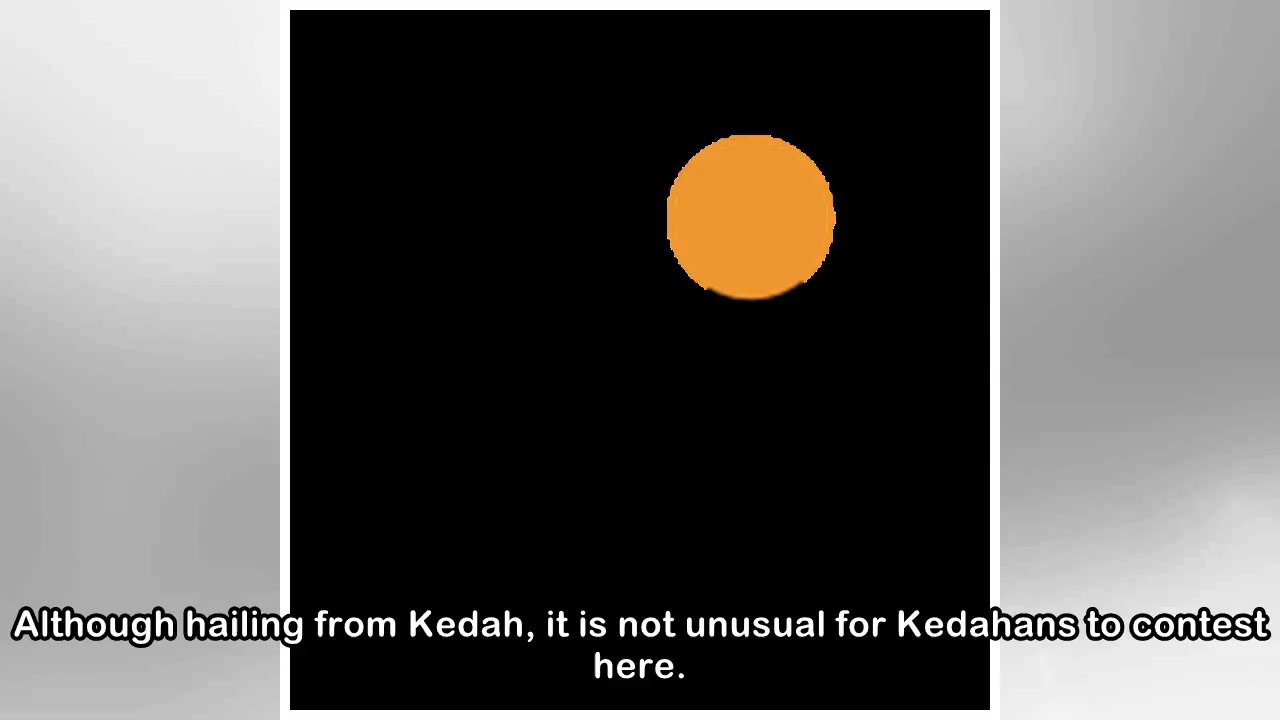 Although hailing from Kedah, it is not unusual for Kedahans to contest
here.